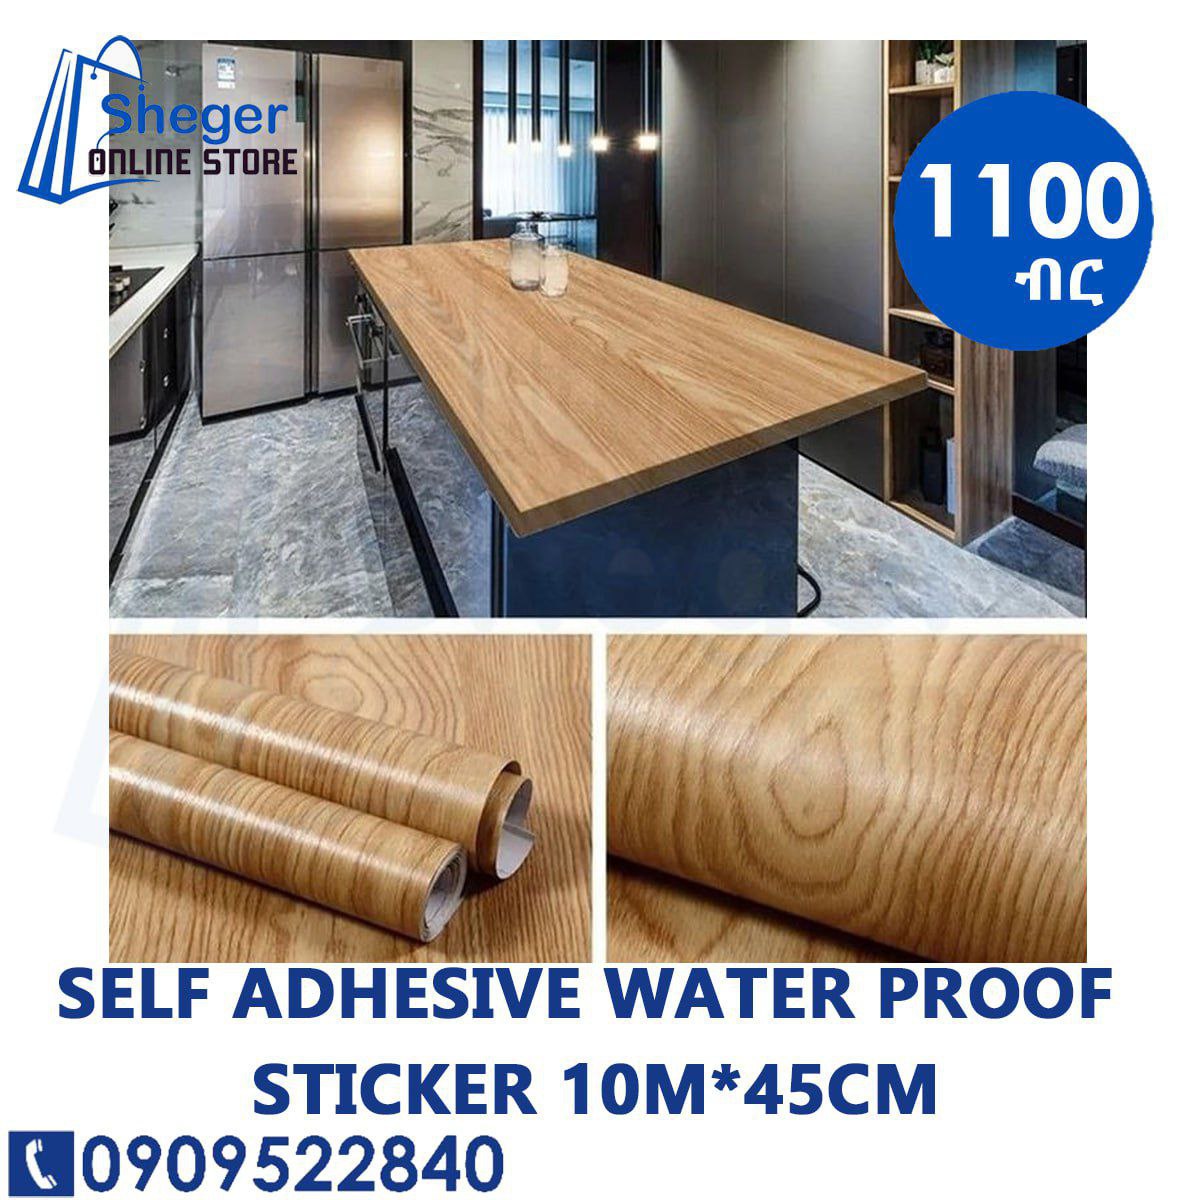 Sheger
ONLINE STORE
1100
ብር
SELF ADHESIVE WATER PROOF
STICKER 10M*45CM
0909522840